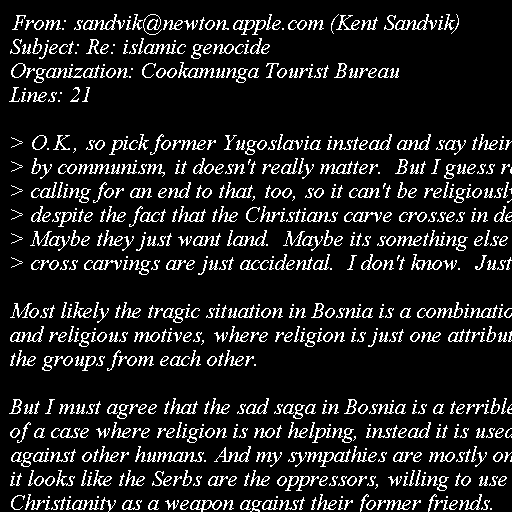 From: sandvik@newton.apple.com (Kent Sandvik)
Subject: Re: islamic genocide
Organization: Cookamunga Tourist Bureau
Lines: 21

> O.K., so pick former Yugoslavia instead and say their
> by communism, it doesn't really matter.  But I guess
> calling for an end to that, too, so it can't be religiously
> despite the fact that the Christians carve crosses in
> Maybe they just want land.  Maybe its something else
> cross carvings are just accidental.  I don't know.  Just

Most likely the tragic situation in Bosnia is a
and religious motives, where religion is just one
the groups from each other.

But I must agree that the sad saga in Bosnia is a terrible
of a case where religion is not helping, instead it is used
against other humans. And my sympathies are mostly on
it looks like the Serbs are the oppressors, willing to use
Christianity as a weapon against their former friends.